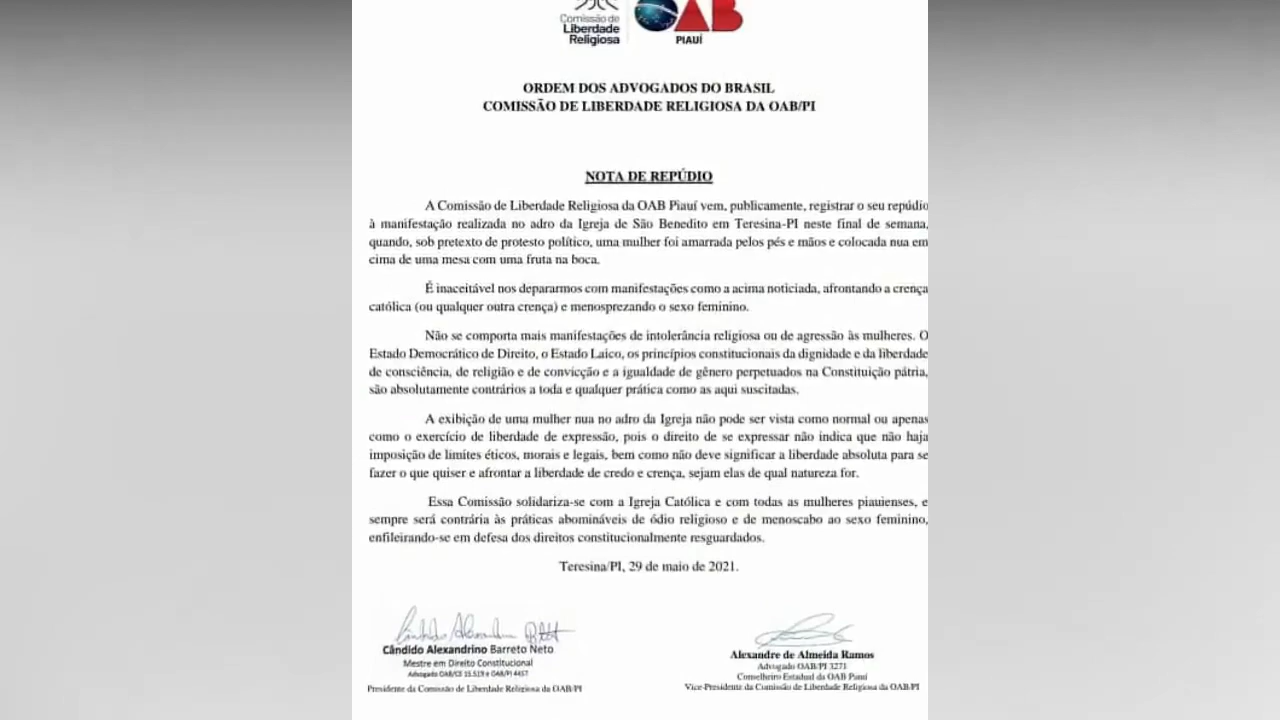 Comissão de
Liberdade
Religiosa
OAB
PIAUÍ
ORDEM DOS ADVOGADOS DO BRASIL
COMISSÃO DE LIBERDADE RELIGIOSA DA OAB/PI
NOTA DE REPÚDIO
A Comissão de Liberdade Religiosa da OAB Piauí vem, publicamente, registrar o seu repúdio
à manifestação realizada no adro da Igreja de São Benedito em Teresina-PI neste final de semana,
quando, sob pretexto de protesto político, uma mulher foi amarrada pelos pés e mãos e colocada nua em
cima de uma mesa com uma fruta na boca.
É inaceitável nos depararmos com manifestações como a acima noticiada, afrontando a crença
católica (ou qualquer outra crença) e menosprezando o sexo feminino.
Não se comporta mais manifestações de intolerância religiosa ou de agressão às mulheres. O
Estado Democrático de Direito, o Estado Laico, os princípios constitucionais da dignidade e da liberdade
de consciência, de religião e de convicção e a igualdade de gênero perpetuados na Constituição pátria,
são absolutamente contrários a toda e qualquer prática como as aqui suscitadas.
A exibição de uma mulher nua no adro da Igreja não pode ser vista como normal ou apenas
como o exercício de liberdade de expressão, pois o direito de se expressar não indica que não haja
imposição de limites éticos, morais e legais, bem como não deve significar a liberdade absoluta para se
fazer o que quiser e afrontar a liberdade de credo e crença, sejam elas de qual natureza for.
Essa Comissão solidariza-se com a Igreja Católica e com todas as mulheres piauienses, e
sempre será contrária às práticas abomináveis de ódio religioso e de menoscabo ao sexo feminino,
enfileirando-se em defesa dos direitos constitucionalmente resguardados.
Teresina/PI, 29 de maio de 2021.
Cândido Alexandrino Barreto Neto
Mestre em Direito Constitucional
Advogado OAB/CE 15.519 e OAB/PI 4457
Presidente da Comissão de Liberdade Religiosa da OAB/PI
Alexandre de Almeida Ramos
Advogado OAB/PI 3271
Conselheiro Estadual da OAB Piauí
Vice-Presidente da Comissão de Liberdade Religiosa da OAB/PI